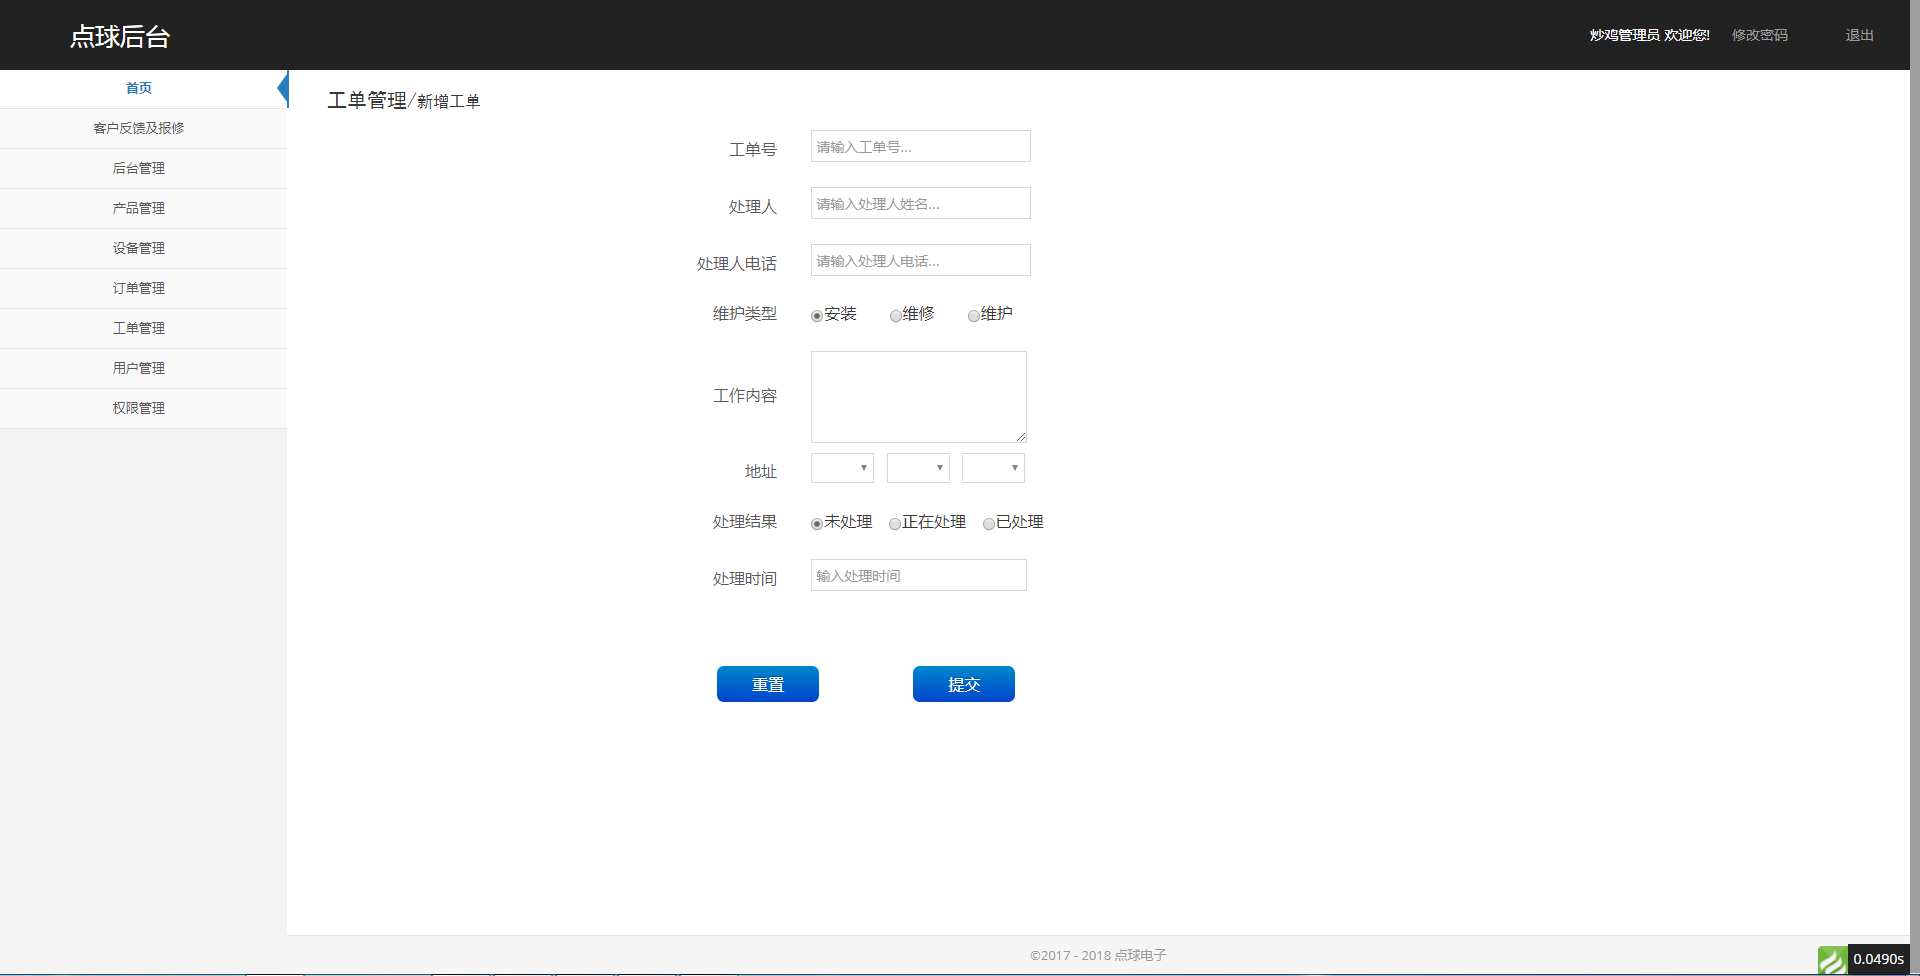 点球后台
炒鸡管理员 欢迎您! 修改密码 退出
首页
客户反馈及报修
后台管理
产品管理
设备管理
订单管理
工单管理
用户管理
权限管理
工单管理/新增工单
工单号 请输入工单号...
处理人 请输入处理人姓名...
处理人电话 请输入处理人电话...
维护类型 安装 维修 维护
工作内容
地址
处理结果 未处理 正在处理 已处理
处理时间 输入处理时间
重置 提交
©2017 - 2018 点球电子
0.0490s